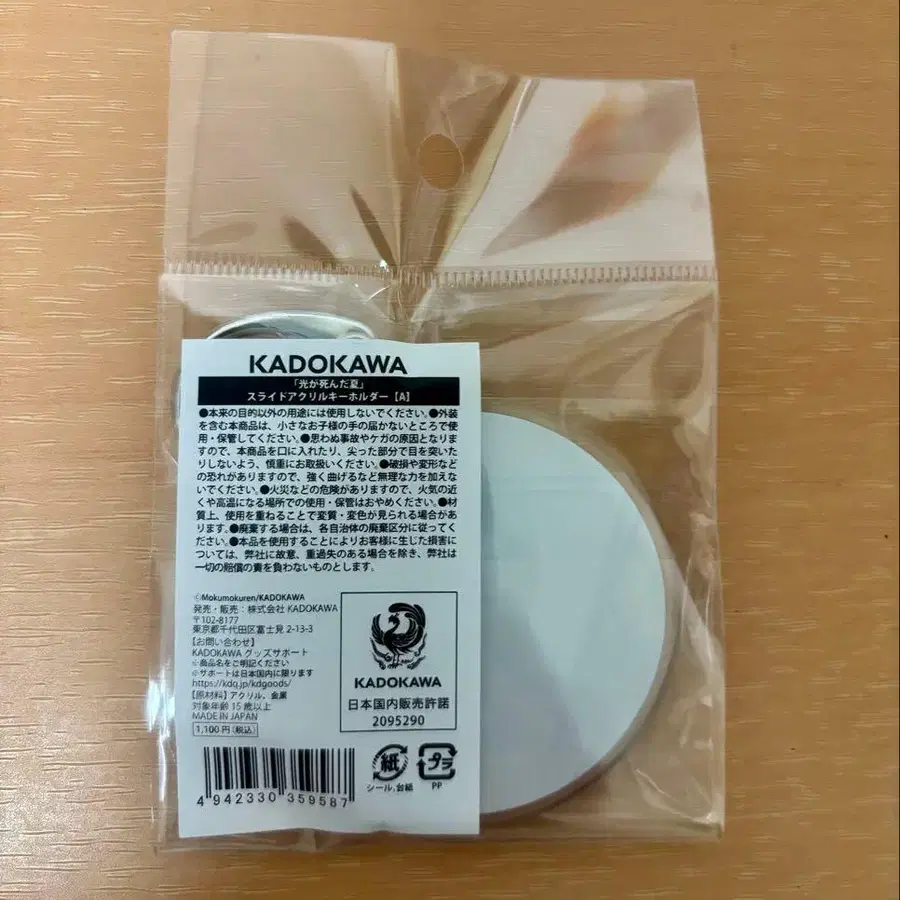 KADOKAWA
「光が死んだ夏」
スライドアクリルキーホルダー【A】
●本来の目的以外の用途には使用しないでください。●外装
を含む本商品は、小さなお子様の手の届かないところで使
用・保管してください。●思わぬ事故やケガの原因となりま
すので、本商品を口に入れたり、尖った部分で目を突いた
りしないよう、慎重にお取扱いください。●破損や変形など
の恐れがありますので、強く曲げるなど無理な力を加えな
いでください。●火災などの危険がありますので、火気の近
くや高温になる場所での使用・保管はおやめください。●材
質上、使用を重ねることで変質・変色が見られる場合があ
ります。●廃棄する場合は、各自治体の廃棄区分に従ってく
ださい。●本品を使用することによりお客様に生じた損害に
ついては、弊社に故意、重過失のある場合を除き、弊社は
一切の賠償の責を負わないものとします。
©Mokumokuren/KADOKAWA
発売・販売：株式会社 KADOKAWA
〒102-8177
東京都千代田区富士見 2-13-3
【お問い合わせ】
KADOKAWA グッズサポート
※商品名をご明記ください
※サポートは日本国内に限ります
https://kdq.jp/kdgoods/
【原材料】アクリル、金属
対象年齢 15 歳以上
MADE IN JAPAN
1,100 円（税込）
KADOKAWA
日本国内販売許諾
2095290
4 942330 359587
紙
シール、台紙
プラ
PP